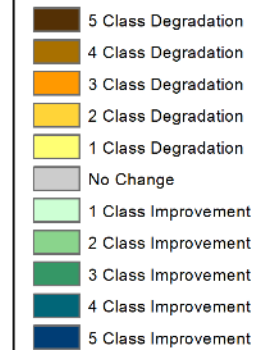 5 Class Degradation
4 Class Degradation
3 Class Degradation
2 Class Degradation
1 Class Degradation
No Change
1 Class Improvement
2 Class Improvement
3 Class Improvement
4 Class Improvement
5 Class Improvement